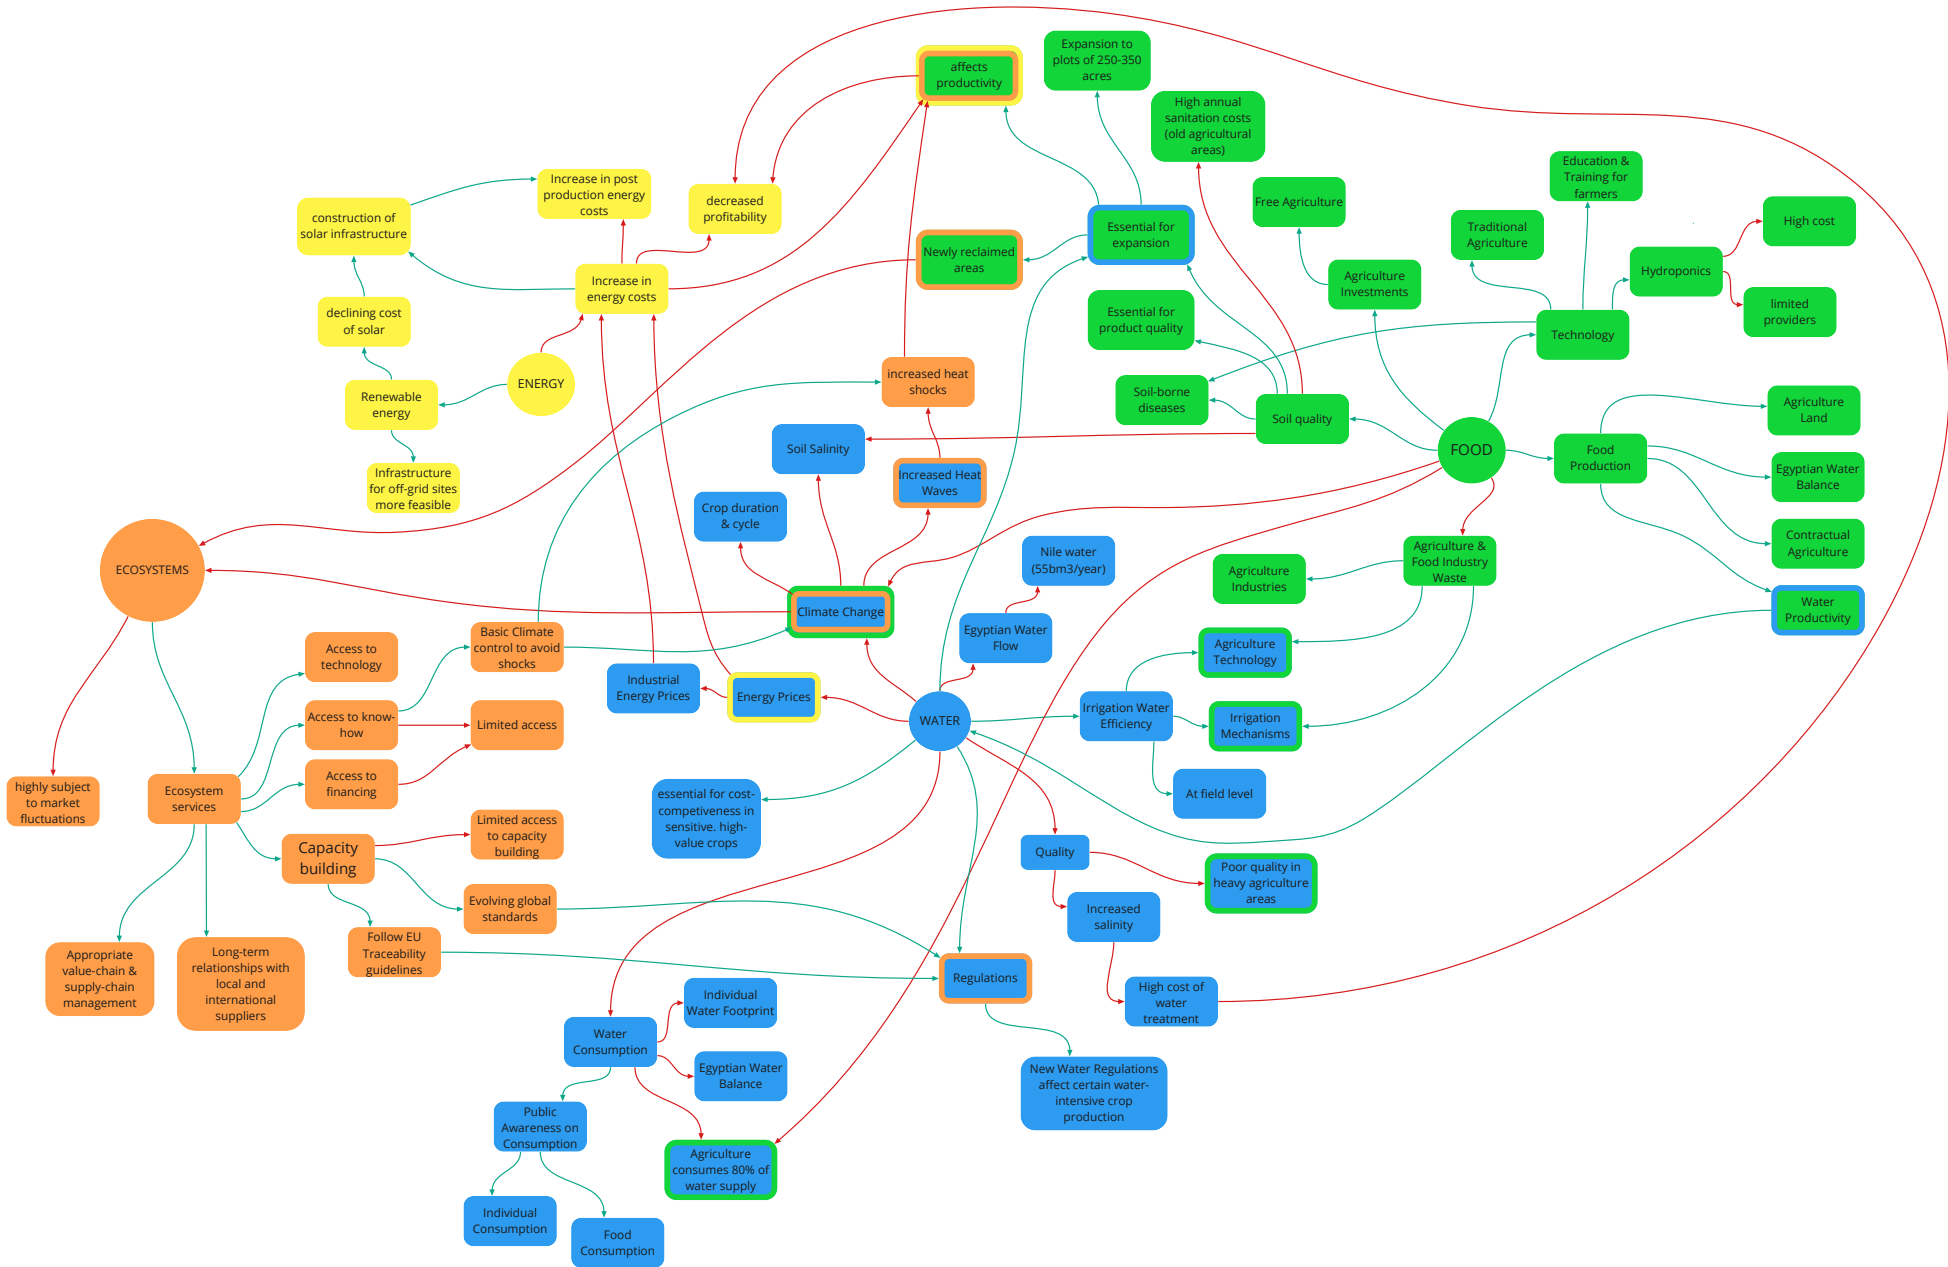 affects
productivity
Expansion to
plots of 250-350
acres
High annual
sanitation costs
(old agricultural
areas)
Education &
Training for
farmers
Increase in post
production energy
costs
decreased
profitability
Free Agriculture
construction of
solar infrastructure
Essential for
expansion
Traditional
Agriculture
High cost
Newly reclaimed
areas
Hydroponics
Increase in
energy costs
Agriculture
Investments
declining cost
of solar
Essential for
product quality
limited
providers
Technology
ENERGY
increased heat
shocks
Renewable
energy
Soil-borne
diseases
Soil quality
Agriculture
Land
Soil Salinity
FOOD
Food
Production
Infrastructure
for off-grid sites
more feasible
Increased Heat
Waves
Egyptian Water
Balance
Crop duration
& cycle
Contractual
Agriculture
ECOSYSTEMS
Nile water
(55bm3/year)
Agriculture &
Food Industry
Waste
Agriculture
Industries
Climate Change
Water
Productivity
Egyptian Water
Flow
Access to
technology
Basic Climate
control to avoid
shocks
Agriculture
Technology
Industrial
Energy Prices
Energy Prices
Access to know-
how
Limited access
WATER
Irrigation Water
Efficiency
Irrigation
Mechanisms
highly subject
to market
fluctuations
Ecosystem
services
Access to
financing
essential for cost-
competiveness in
sensitive. high-
value crops
At field level
Limited access
to capacity
building
Capacity
building
Quality
Poor quality in
heavy agriculture
areas
Evolving global
standards
Increased
salinity
Follow EU
Traceability
guidelines
Appropriate
value-chain &
supply-chain
management
Long-term
relationships with
local and
international
suppliers
Regulations
Individual
Water Footprint
High cost of
water
treatment
Water
Consumption
Egyptian Water
Balance
New Water Regulations
affect certain water-
intensive crop
production
Public
Awareness on
Consumption
Agriculture
consumes 80% of
water supply
Individual
Consumption
Food
Consumption